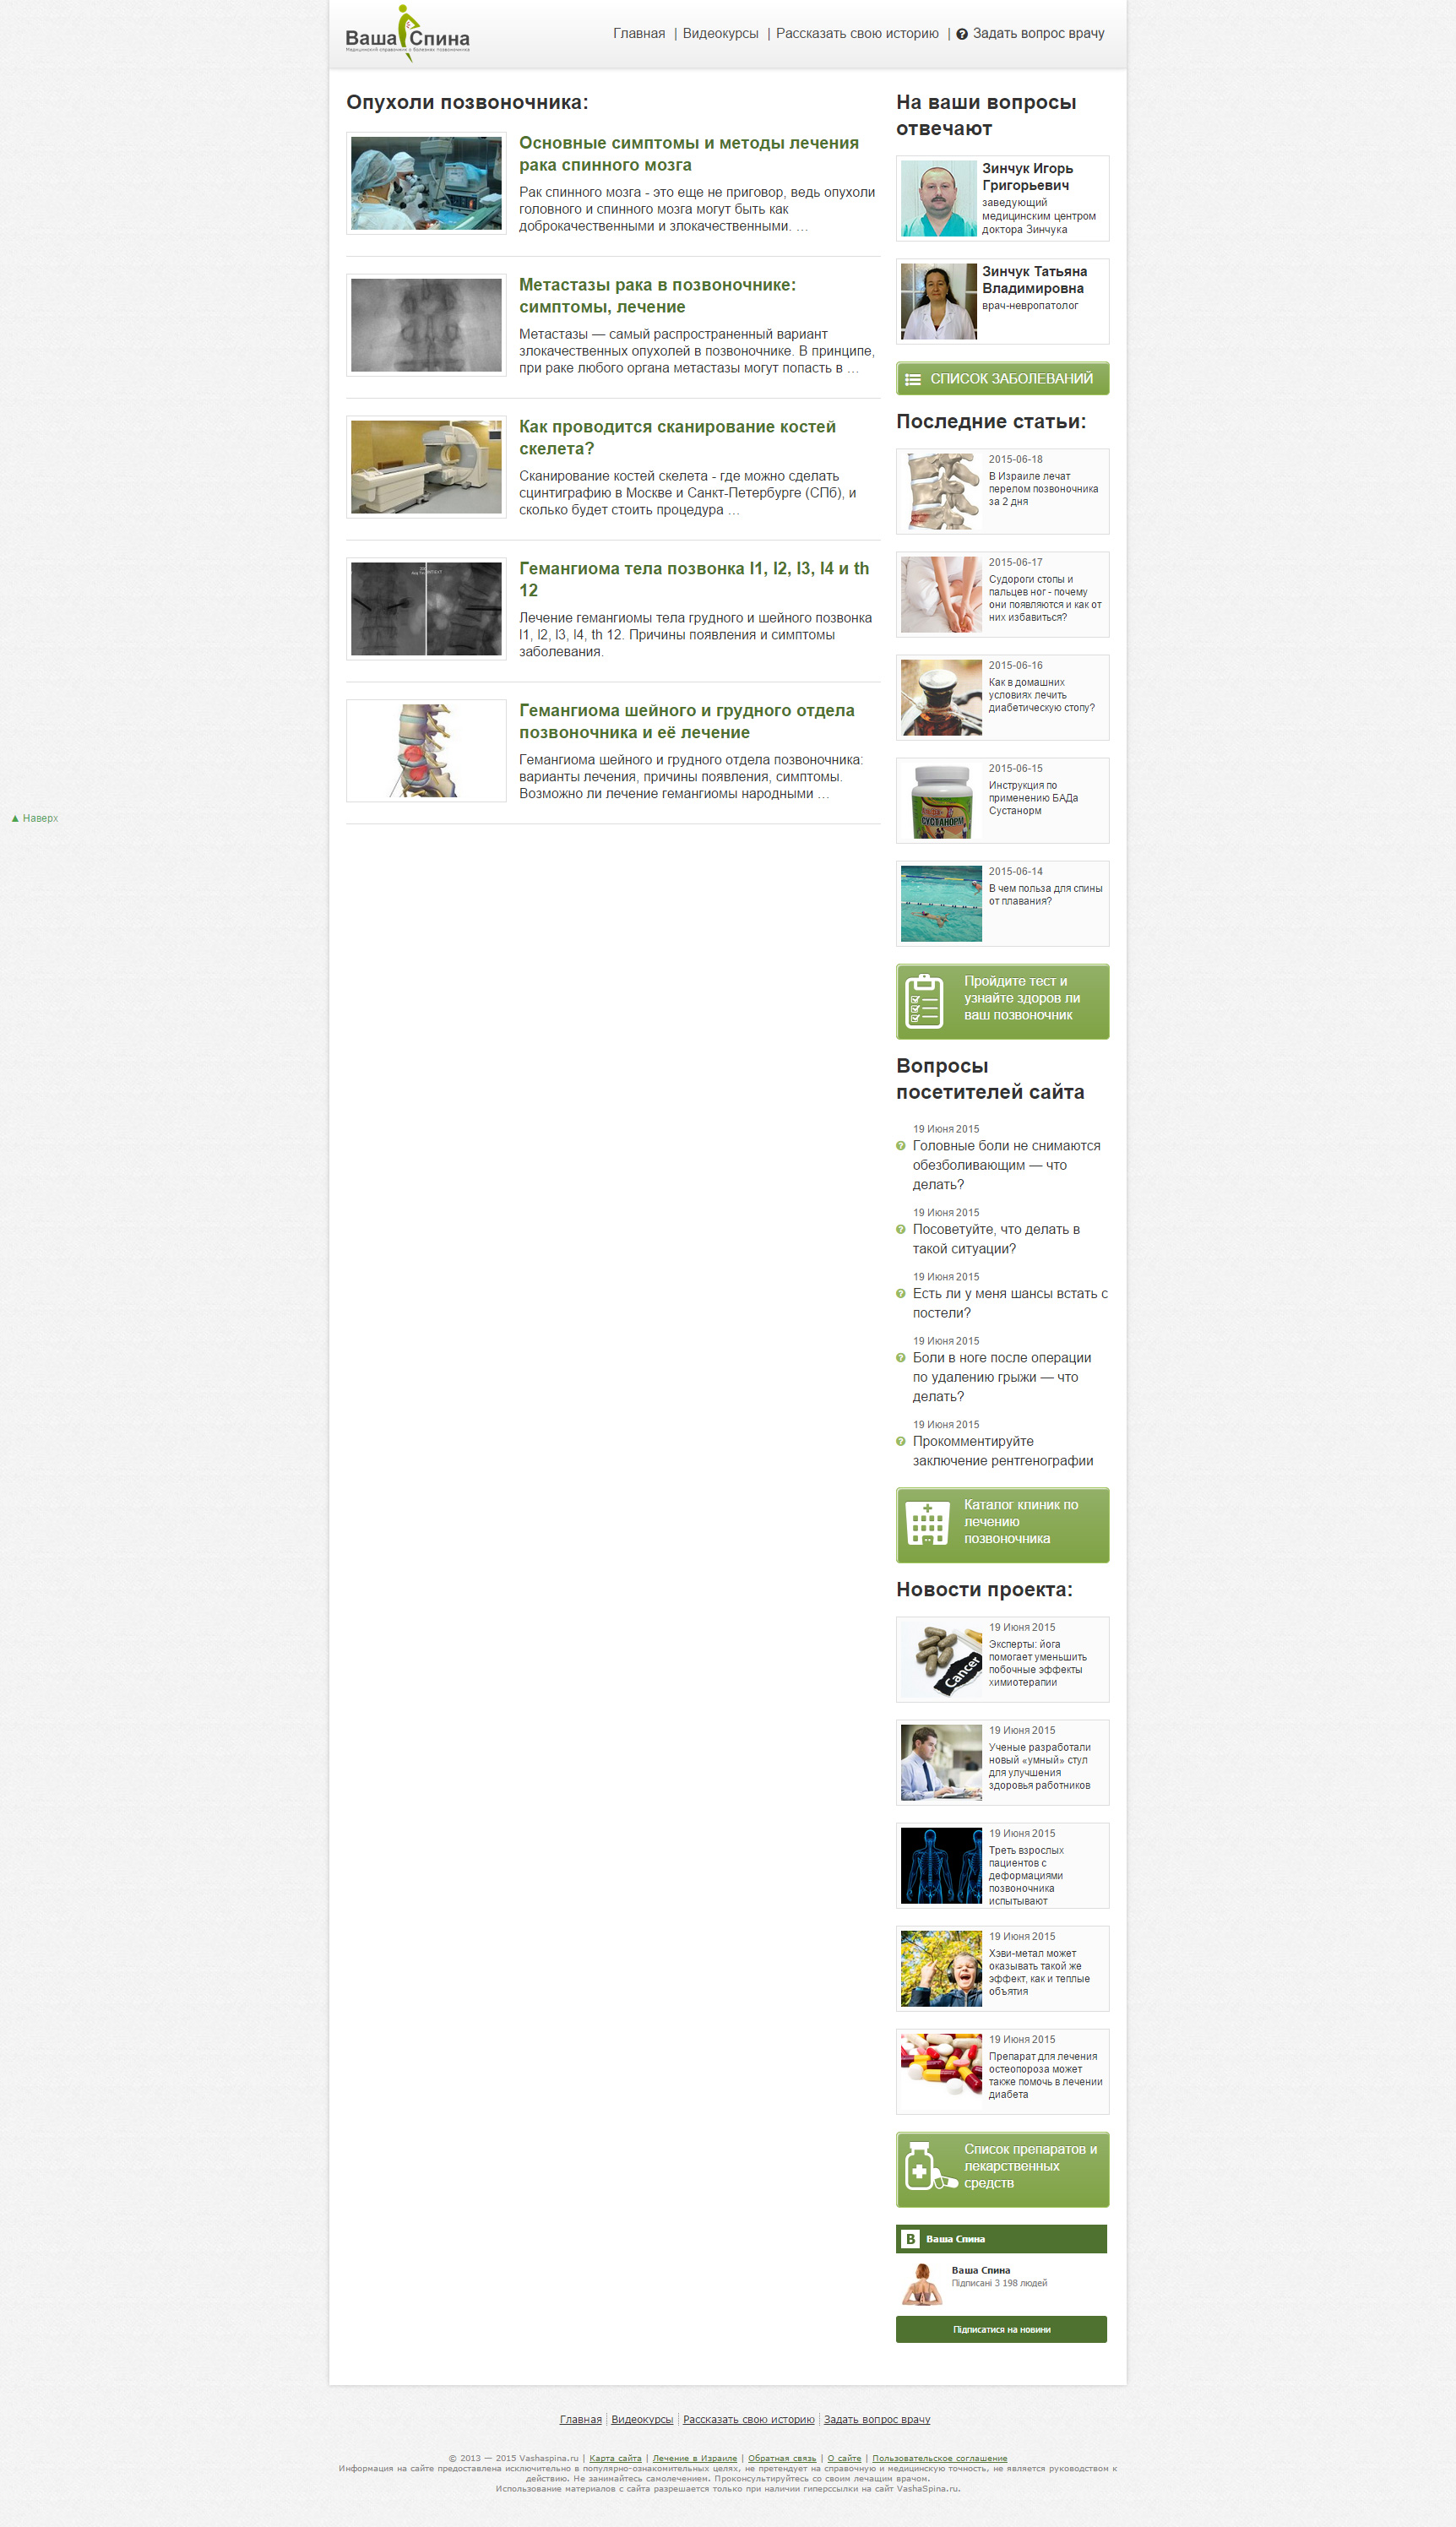 Ваша Спина
Медицинский справочник о болезнях позвоночника
Главная | Видеокурсы | Рассказать свою историю | Задать вопрос врачу
Опухоли позвоночника:
Основные симптомы и методы лечения
рака спинного мозга
Рак спинного мозга - это еще не приговор, ведь опухоли
головного и спинного мозга могут быть как
доброкачественными и злокачественными. …
Метастазы рака в позвоночнике:
симптомы, лечение
Метастазы — самый распространенный вариант
злокачественных опухолей в позвоночнике. В принципе,
при раке любого органа метастазы могут попасть в …
Как проводится сканирование костей
скелета?
Сканирование костей скелета - где можно сделать
сцинтиграфию в Москве и Санкт-Петербурге (СПб), и
сколько будет стоить процедура …
Гемангиома тела позвонка l1, l2, l3, l4 и th
12
Лечение гемангиомы тела грудного и шейного позвонка
l1, l2, l3, l4, th 12. Причины появления и симптомы
заболевания.
Гемангиома шейного и грудного отдела
позвоночника и её лечение
Гемангиома шейного и грудного отдела позвоночника:
варианты лечения, причины появления, симптомы.
Возможно ли лечение гемангиомы народными …
▲ Наверх
На ваши вопросы
отвечают
Зинчук Игорь
Григорьевич
заведующий
медицинским центром
доктора Зинчука
Зинчук Татьяна
Владимировна
врач-невропатолог
СПИСОК ЗАБОЛЕВАНИЙ
Последние статьи:
2015-06-18
В Израиле лечат
перелом позвоночника
за 2 дня
2015-06-17
Судороги стопы и
пальцев ног - почему
они появляются и как от
них избавиться?
2015-06-16
Как в домашних
условиях лечить
диабетическую стопу?
2015-06-15
Инструкция по
применению БАДа
Сустанорм
СУСТАНОРМ
2015-06-14
В чем польза для спины
от плавания?
Пройдите тест и
узнайте здоров ли
ваш позвоночник
Вопросы
посетителей сайта
19 Июня 2015
Головные боли не снимаются
обезболивающим — что
делать?
19 Июня 2015
Посоветуйте, что делать в
такой ситуации?
19 Июня 2015
Есть ли у меня шансы встать с
постели?
19 Июня 2015
Боли в ноге после операции
по удалению грыжи — что
делать?
19 Июня 2015
Прокомментируйте
заключение рентгенографии
Каталог клиник по
лечению
позвоночника
Новости проекта:
19 Июня 2015
Эксперты: йога
помогает уменьшить
побочные эффекты
химиотерапии
Cancer
19 Июня 2015
Ученые разработали
новый «умный» стул
для улучшения
здоровья работников
19 Июня 2015
Треть взрослых
пациентов с
деформациями
позвоночника
испытывают
19 Июня 2015
Хэви-метал может
оказывать такой же
эффект, как и теплые
объятия
19 Июня 2015
Препарат для лечения
остеопороза может
также помочь в лечении
диабета
Список препаратов и
лекарственных
средств
В Ваша Спина
Ваша Спина
Підписані 3 198 людей
Підписатися на новини
Главная | Видеокурсы | Рассказать свою историю | Задать вопрос врачу
© 2013 — 2015 Vashaspina.ru | Карта сайта | Лечение в Израиле | Обратная связь | О сайте | Пользовательское соглашение
Информация на сайте предоставлена исключительно в популярно-ознакомительных целях, не претендует на справочную и медицинскую точность, не является руководством к
действию. Не занимайтесь самолечением. Проконсультируйтесь со своим лечащим врачом.
Использование материалов с сайта разрешается только при наличии гиперссылки на сайт VashaSpina.ru.